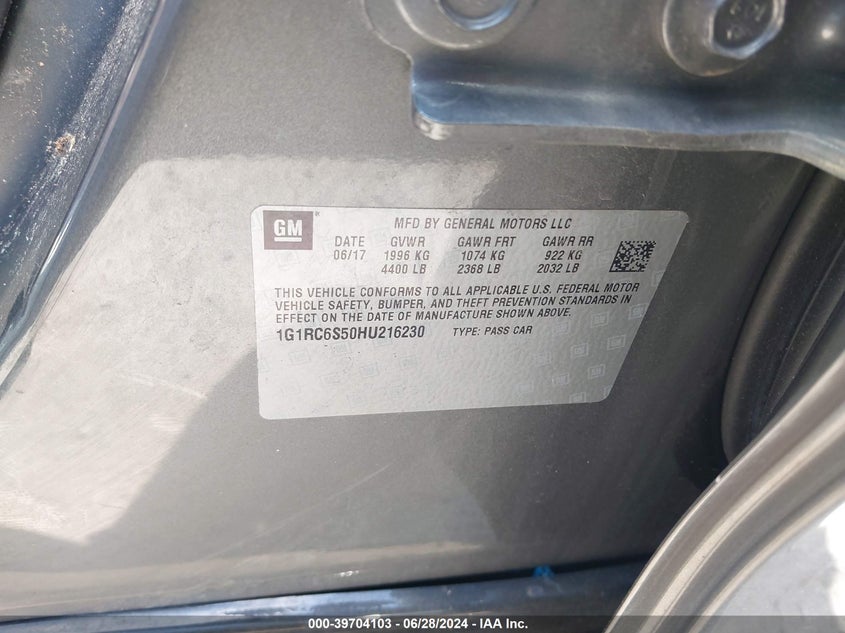 GM
MFD BY GENERAL MOTORS LLC
DATE GVWR GAWR FRT GAWR RR
06/17 1996 KG 1074 KG 922 KG
4400 LB 2368 LB 2032 LB
THIS VEHICLE CONFORMS TO ALL APPLICABLE U.S. FEDERAL MOTOR
VEHICLE SAFETY, BUMPER, AND THEFT PREVENTION STANDARDS IN
EFFECT ON THE DATE OF MANUFACTURE SHOWN ABOVE.
1G1RC6S50HU216230 TYPE: PASS CAR
000-39704103 - 06/28/2024 - IAA Inc.